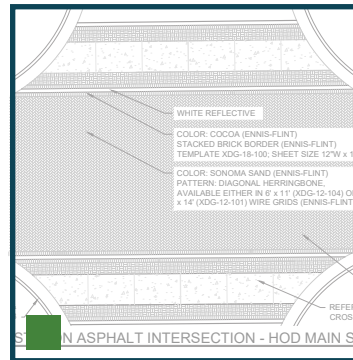 WHITE REFLECTIVE
COLOR: COCOA (ENNIS-FLINT)
STACKED BRICK BORDER (ENNIS-FLINT)
TEMPLATE XDG-18-100; SHEET SIZE 12"W x 1
COLOR: SONOMA SAND (ENNIS-FLINT)
PATTERN: DIAGONAL HERRINGBONE,
AVAILABLE EITHER IN 6' x 11' (XDG-12-104) O
x 14' (XDG-12-101) WIRE GRIDS (ENNIS-FLINT
REFER
CROS
ON ASPHALT INTERSECTION - HOD MAIN S